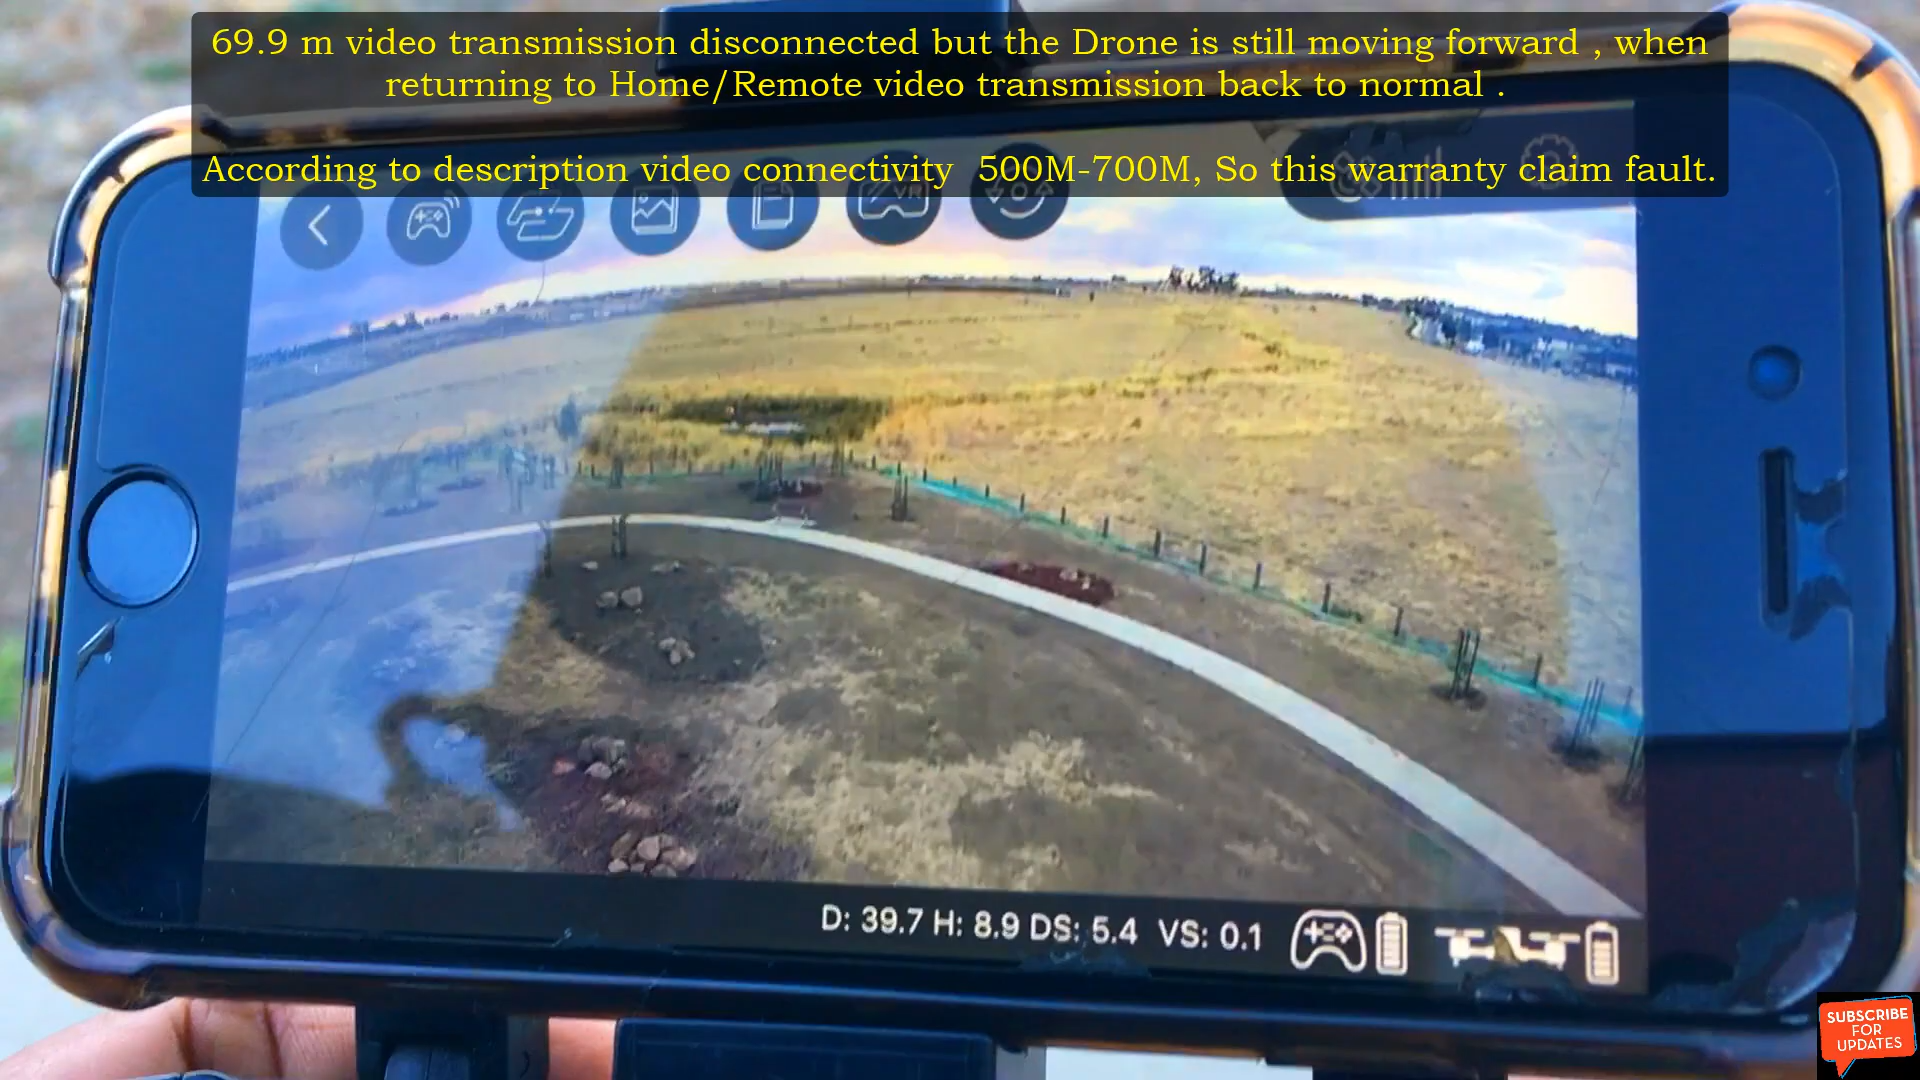 69.9 m video transmission disconnected but the Drone is still moving forward , when
returning to Home/Remote video transmission back to normal .
According to description video connectivity 500M-700M, So this warranty claim fault.
VR
D: 39.7 H: 8.9 DS: 5.4 VS: 0.1
SUBSCRIBE
FOR
UPDATES